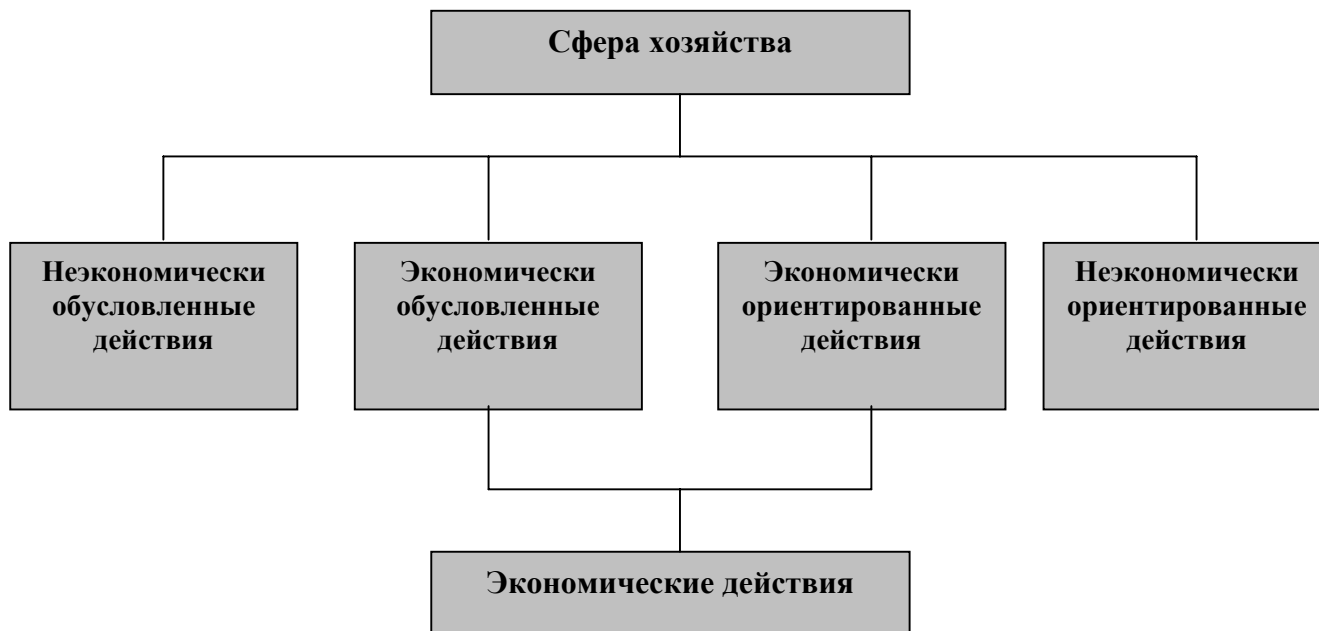 Сфера хозяйства
Неэкономически
обусловленные
действия
Экономически
обусловленные
действия
Экономически
ориентированные
действия
Неэкономически
ориентированные
действия
Экономические действия